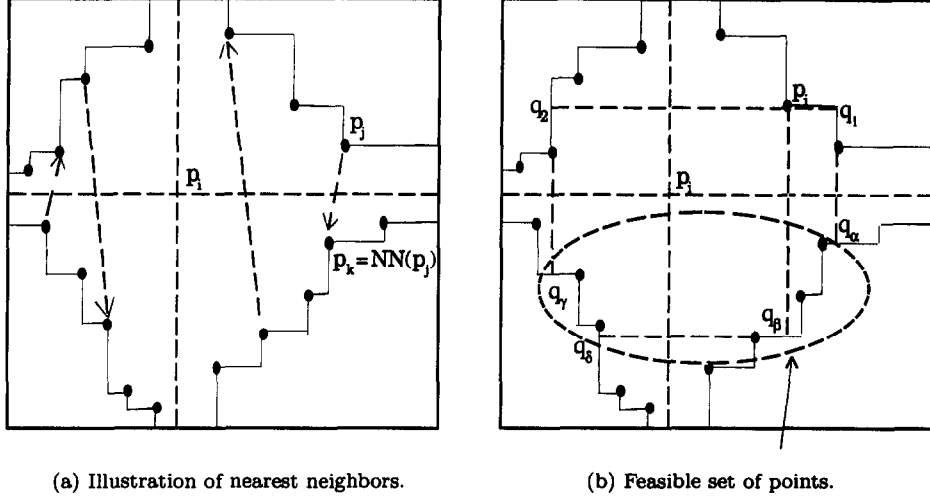 p_j
p_i
p_k=NN(p_j)
p_j
q_2
q_1
p_i
q_α
q_γ
q_β
q_δ
(a) Illustration of nearest neighbors.
(b) Feasible set of points.